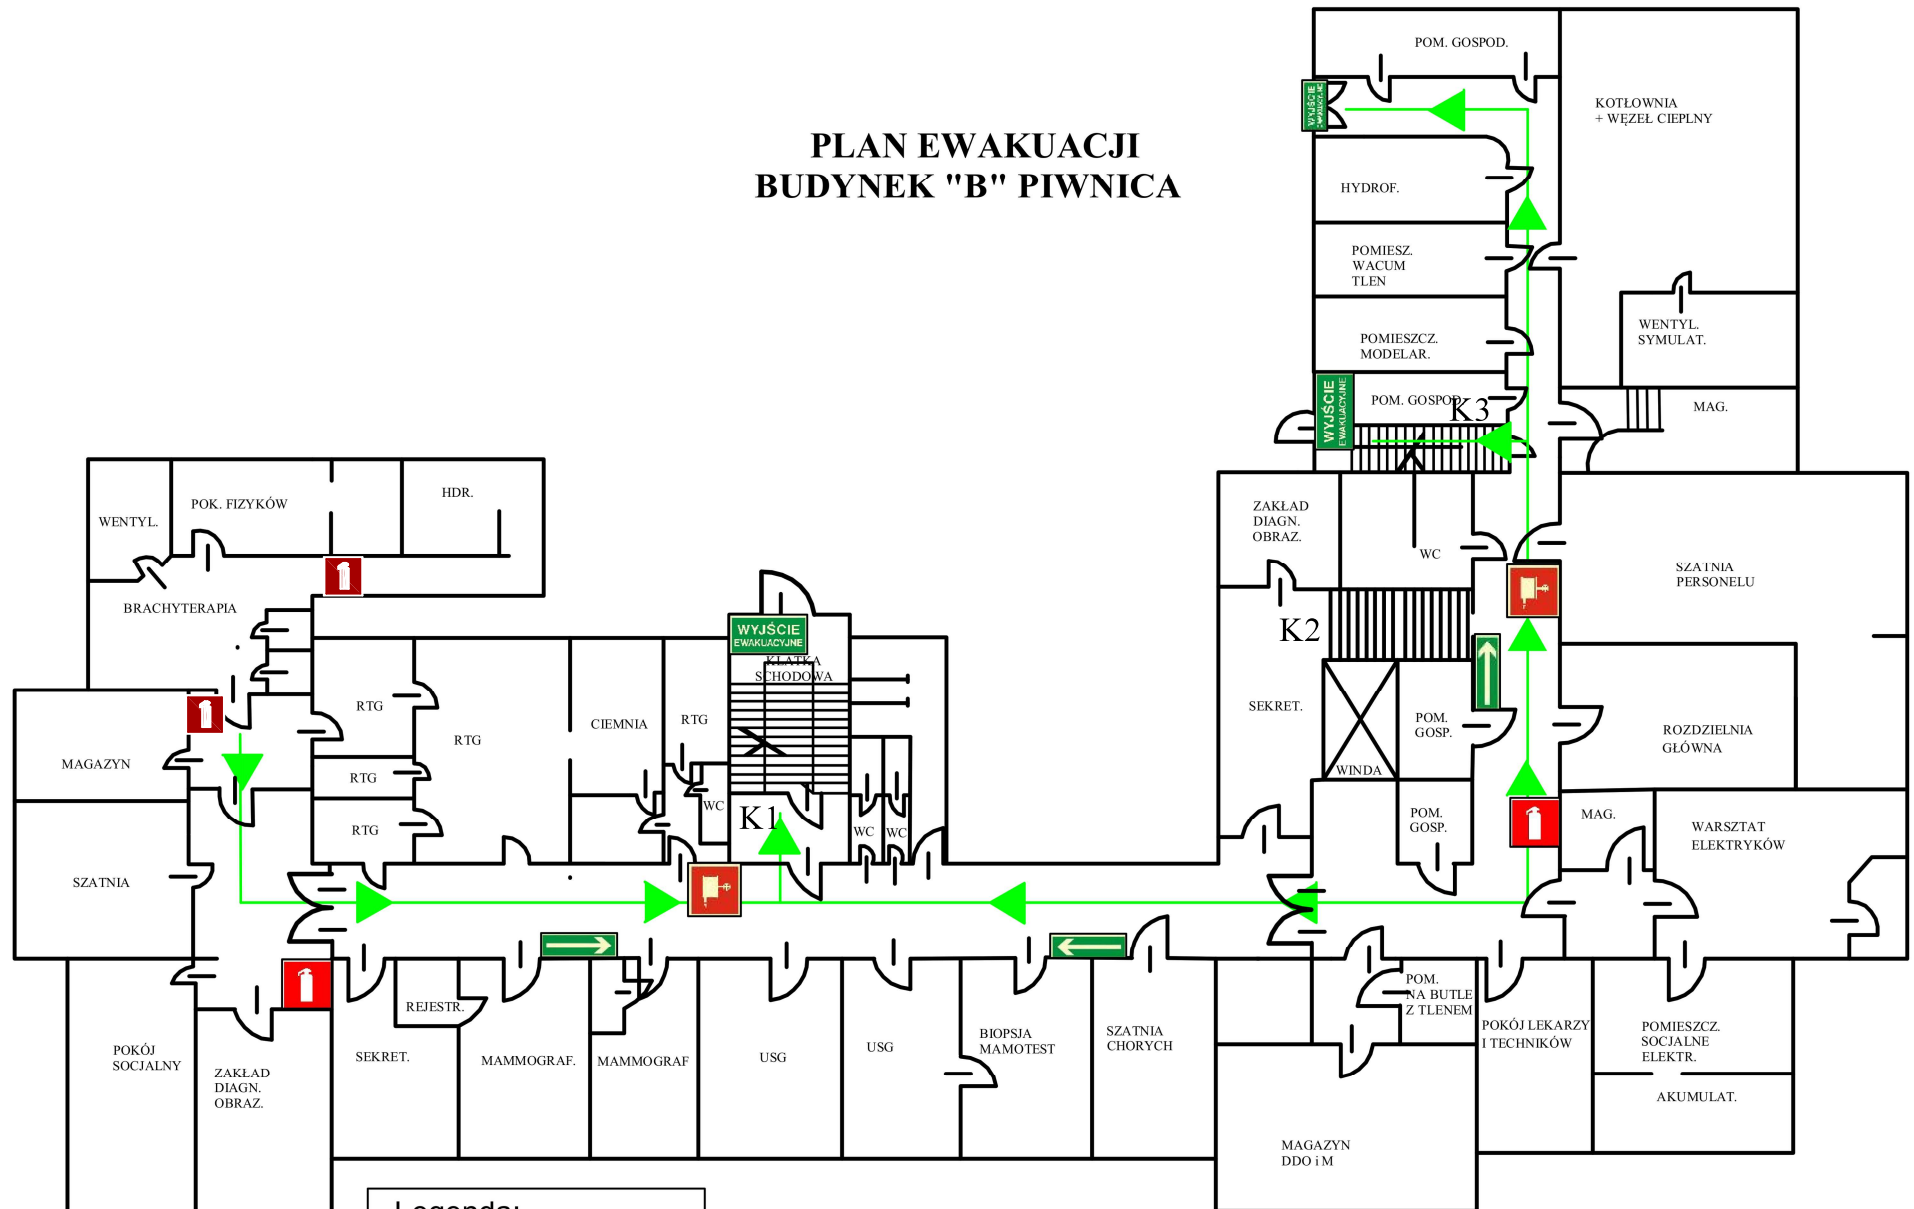 PLAN EWAKUACJI
BUDYNEK "B" PIWNICA
POM. GOSPOD.
KOTŁOWNIA
+ WĘZEŁ CIEPLNY
WYJŚCIE
EWAKUACYJNE
HYDROF.
POMIESZ.
WACUM
TLEN
WENTYL.
SYMULAT.
POMIESZCZ.
MODELAR.
WYJŚCIE
EWAKUACYJNE
POM. GOSPOD.
K3
MAG.
WENTYL.
POK. FIZYKÓW
HDR.
BRACHYTERAPIA
ZAKŁAD
DIAGN.
OBRAZ.
WC
SZATNIA
PERSONELU
K2
WYJŚCIE
EWAKUACYJNE
KLATKA
SCHODOWA
MAGAZYN
RTG
RTG
CIEMNIA
RTG
SEKRET.
POM.
GOSP.
ROZDZIELNIA
GŁÓWNA
WINDA
RTG
RTG
WC
K1
WC
WC
POM.
GOSP.
MAG.
WARSZTAT
ELEKTRYKÓW
SZATNIA
POKÓJ
SOCJALNY
ZAKŁAD
DIAGN.
OBRAZ.
SEKRET.
REJESTR.
MAMMOGRAF.
MAMMOGRAF
USG
USG
BIOPSJA
MAMOTEST
SZATNIA
CHORYCH
POM.
NA BUTLE
Z TLENEM
POKÓJ LEKARZY
I TECHNIKÓW
POMIESZCZ.
SOCJALNE
ELEKTR.
AKUMULAT.
MAGAZYN
DDO i M
Legenda: